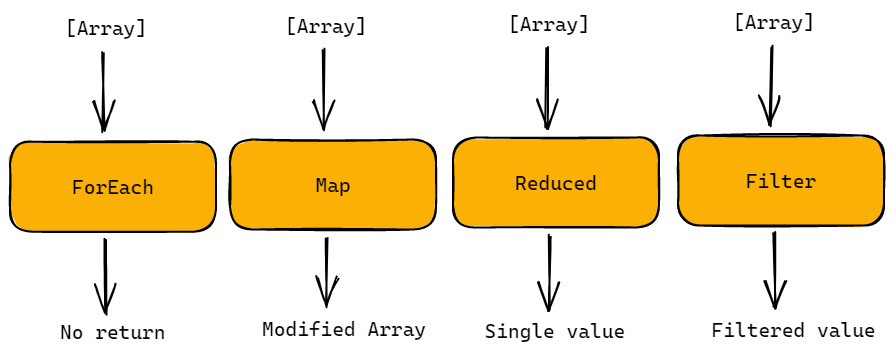 [Array] [Array] [Array] [Array]
ForEach Map Reduced Filter
No return Modified Array Single value Filtered value